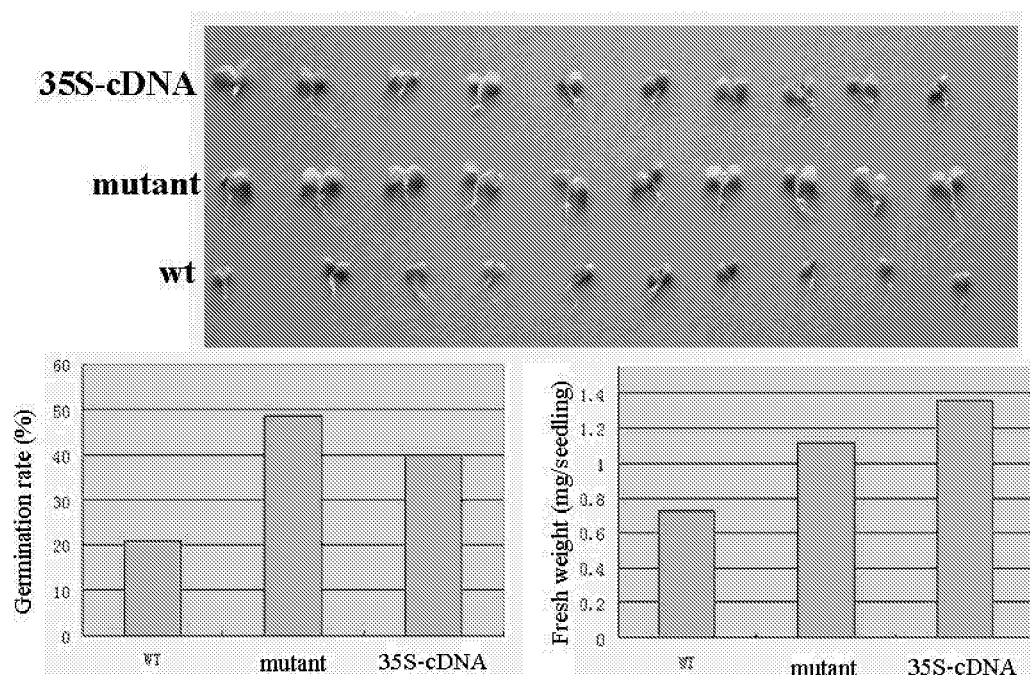 35S-cDNA
mutant
wt
Germination rate (%)
60
50
40
30
20
10
0
WT
mutant
35S-cDNA
Fresh weight (mg/seedling)
1.4
1.2
1
0.8
0.6
0.4
0.2
0
WT
mutant
35S-cDNA